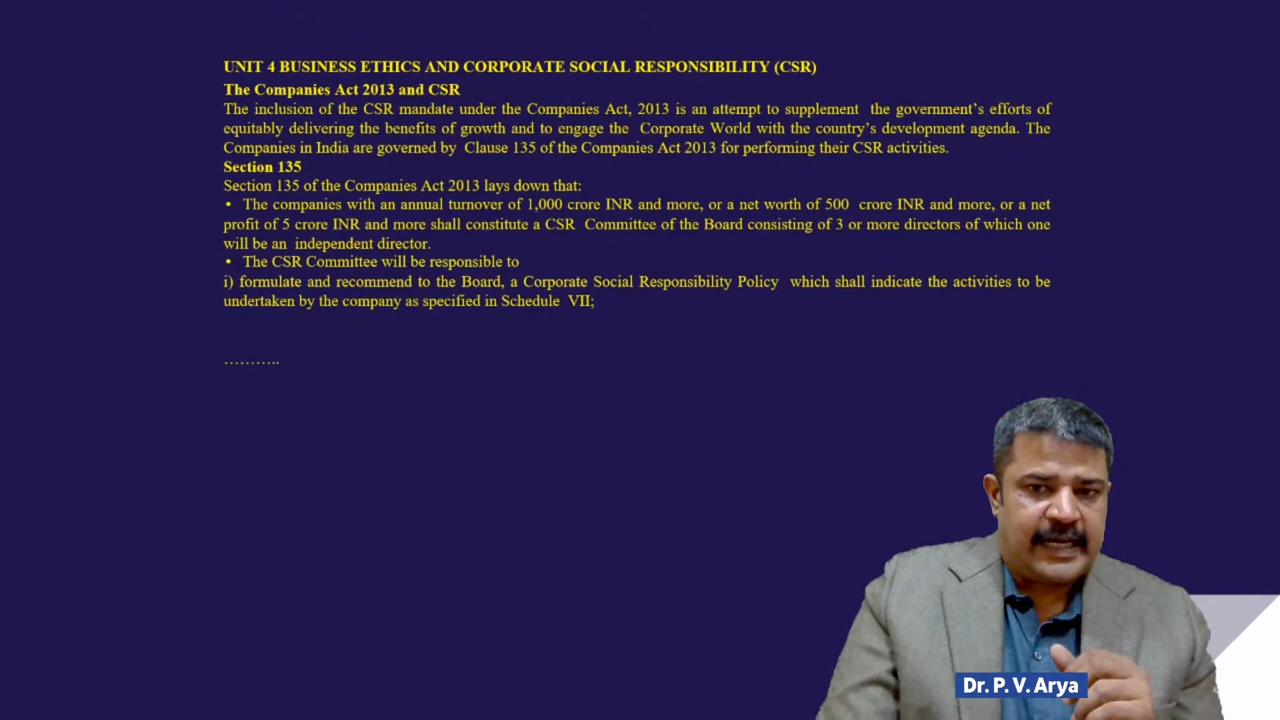 UNIT 4 BUSINESS ETHICS AND CORPORATE SOCIAL RESPONSIBILITY (CSR)
The Companies Act 2013 and CSR
The inclusion of the CSR mandate under the Companies Act, 2013 is an attempt to supplement the government's efforts of
equitably delivering the benefits of growth and to engage the Corporate World with the country's development agenda. The
Companies in India are governed by Clause 135 of the Companies Act 2013 for performing their CSR activities.
Section 135
Section 135 of the Companies Act 2013 lays down that:
• The companies with an annual turnover of 1,000 crore INR and more, or a net worth of 500 crore INR and more, or a net
profit of 5 crore INR and more shall constitute a CSR Committee of the Board consisting of 3 or more directors of which one
will be an independent director.
• The CSR Committee will be responsible to
i) formulate and recommend to the Board, a Corporate Social Responsibility Policy which shall indicate the activities to be
undertaken by the company as specified in Schedule VII;
………..
Dr. P. V. Arya